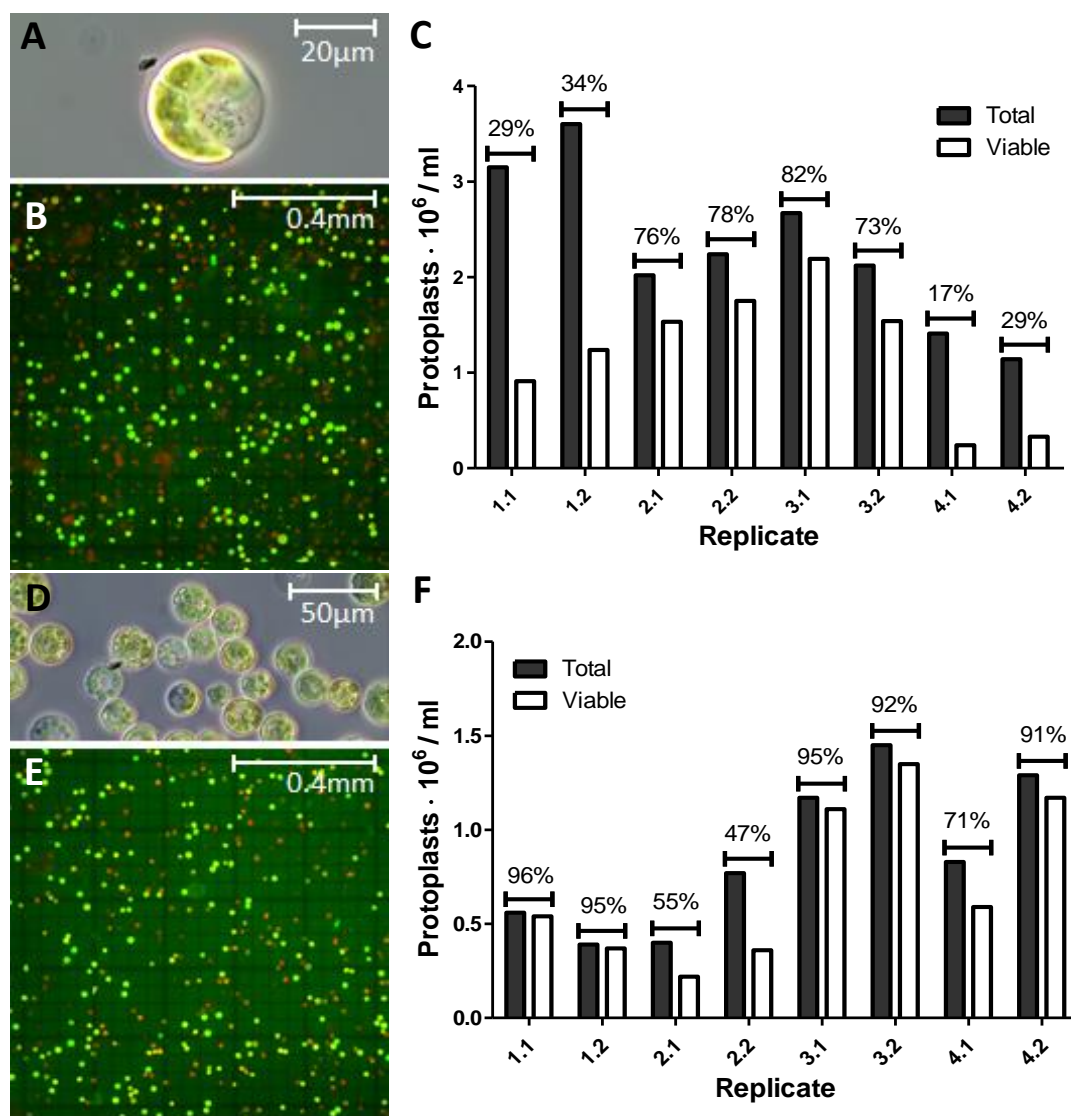 A
20µm
B
0.4mm
C
Protoplasts · 10⁶ / ml
4
3
2
1
0
29%
34%
76%
78%
82%
73%
17%
29%
Total
Viable
1.1
1.2
2.1
2.2
3.1
3.2
4.1
4.2
Replicate
D
50µm
E
0.4mm
F
Protoplasts · 10⁶ / ml
2.0
1.5
1.0
0.5
0.0
Total
Viable
96%
95%
55%
47%
95%
92%
71%
91%
1.1
1.2
2.1
2.2
3.1
3.2
4.1
4.2
Replicate